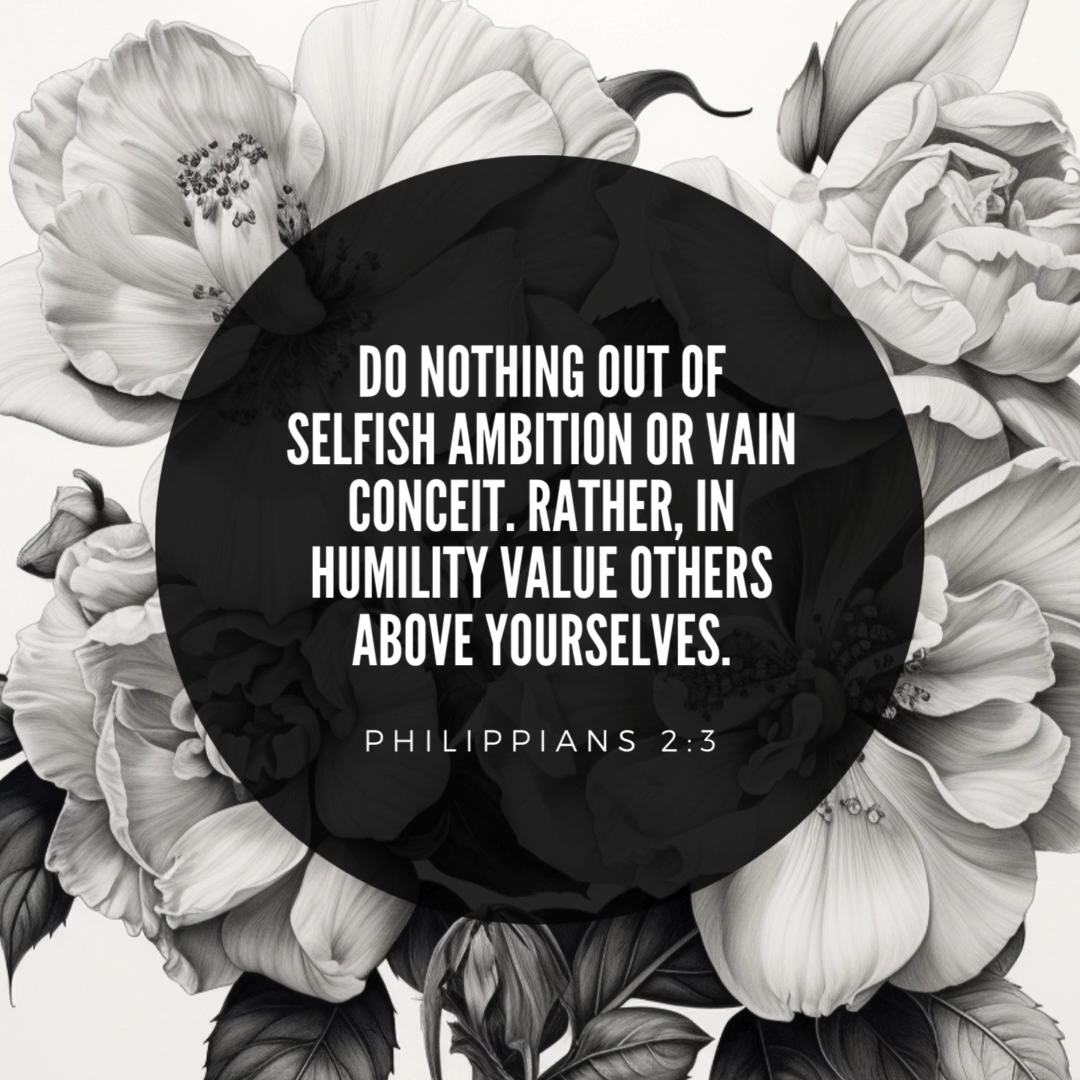 DO NOTHING OUT OF
SELFISH AMBITION OR VAIN
CONCEIT. RATHER, IN
HUMILITY VALUE OTHERS
ABOVE YOURSELVES.
PHILIPPIANS 2:3